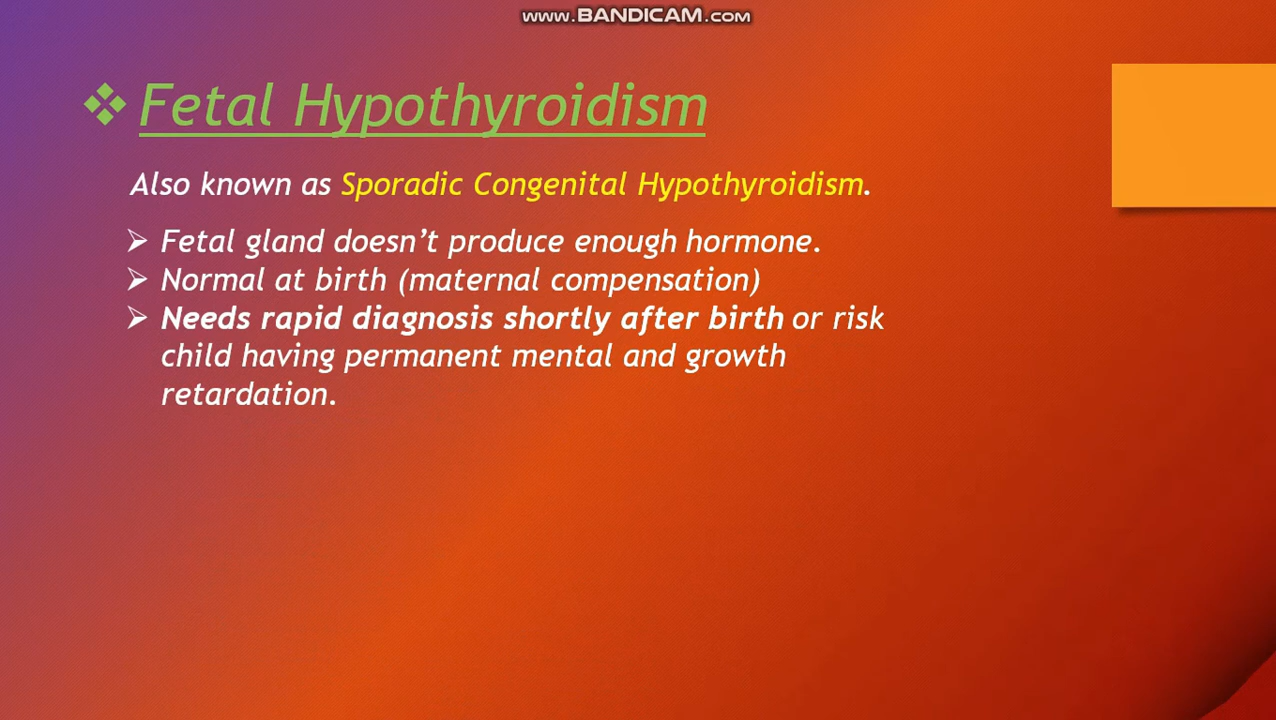 www.BANDICAM.com
❖ Fetal Hypothyroidism
Also known as Sporadic Congenital Hypothyroidism.
➢ Fetal gland doesn’t produce enough hormone.
➢ Normal at birth (maternal compensation)
➢ Needs rapid diagnosis shortly after birth or risk
child having permanent mental and growth
retardation.